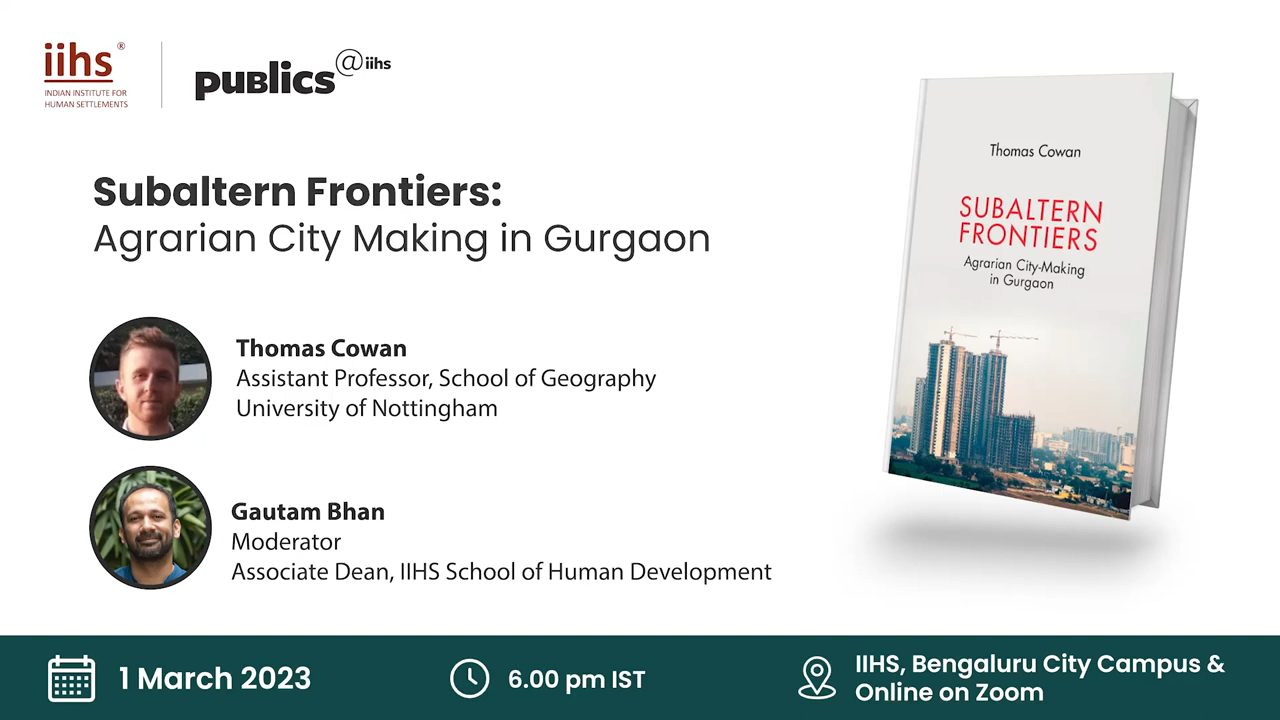 iihs®
INDIAN INSTITUTE FOR
HUMAN SETTLEMENTS
PUBLICS@iihs
Subaltern Frontiers:
Agrarian City Making in Gurgaon
Thomas Cowan
Assistant Professor, School of Geography
University of Nottingham
Gautam Bhan
Moderator
Associate Dean, IIHS School of Human Development
Thomas Cowan
SUBALTERN
FRONTIERS
Agrarian City-Making
in Gurgaon
1 March 2023
6.00 pm IST
IIHS, Bengaluru City Campus &
Online on Zoom